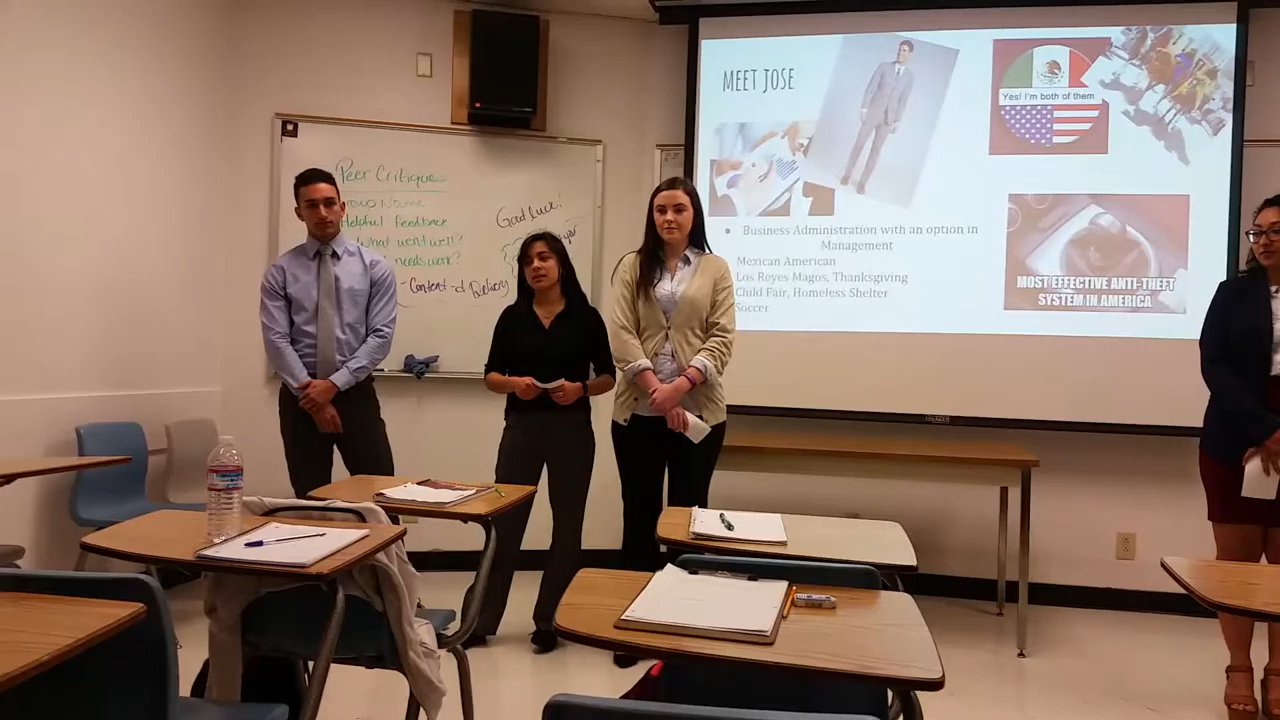 Peer Critique
Group Name
Helpful feedback
What went well?
needs work?
- Content - d Delivery
Good luck!
MEET JOSE
Yes! I'm both of them
Business Administration with an option in
Management
Mexican American
Los Reyes Magos, Thanksgiving
Child Fair, Homeless Shelter
Soccer
MOST EFFECTIVE ANTI-THEFT
SYSTEM IN AMERICA